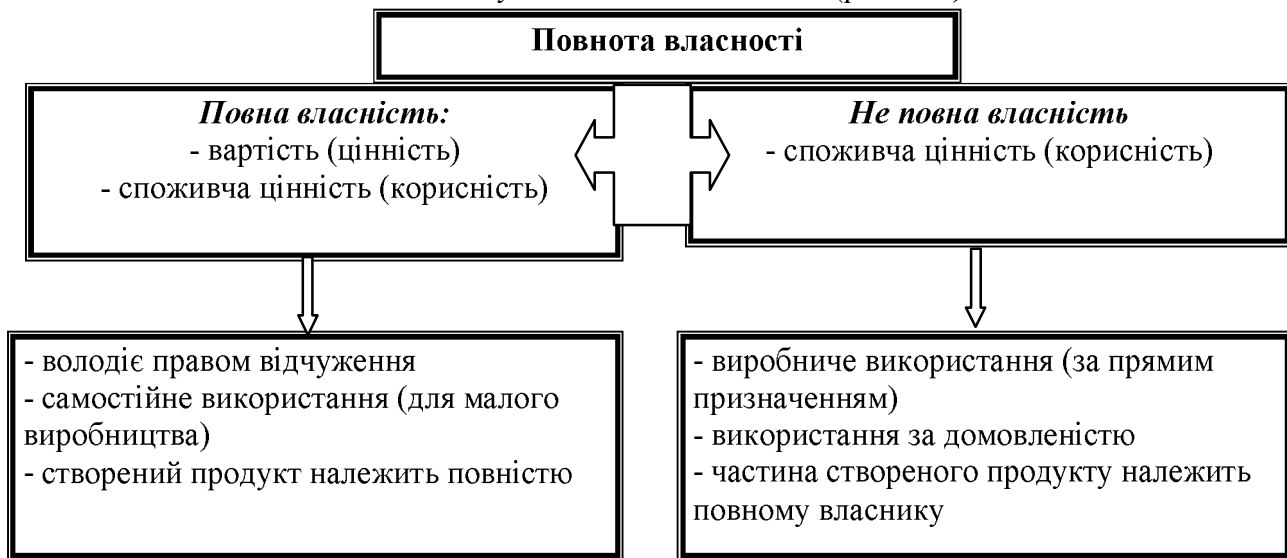 Повнота власності
Повна власність:
- вартість (цінність)
- споживча цінність (корисність)
Не повна власність
- споживча цінність (корисність)
- володіє правом відчуження
- самостійне використання (для малого
виробництва)
- створений продукт належить повністю
- виробниче використання (за прямим
призначенням)
- використання за домовленістю
- частина створеного продукту належить
повному власнику